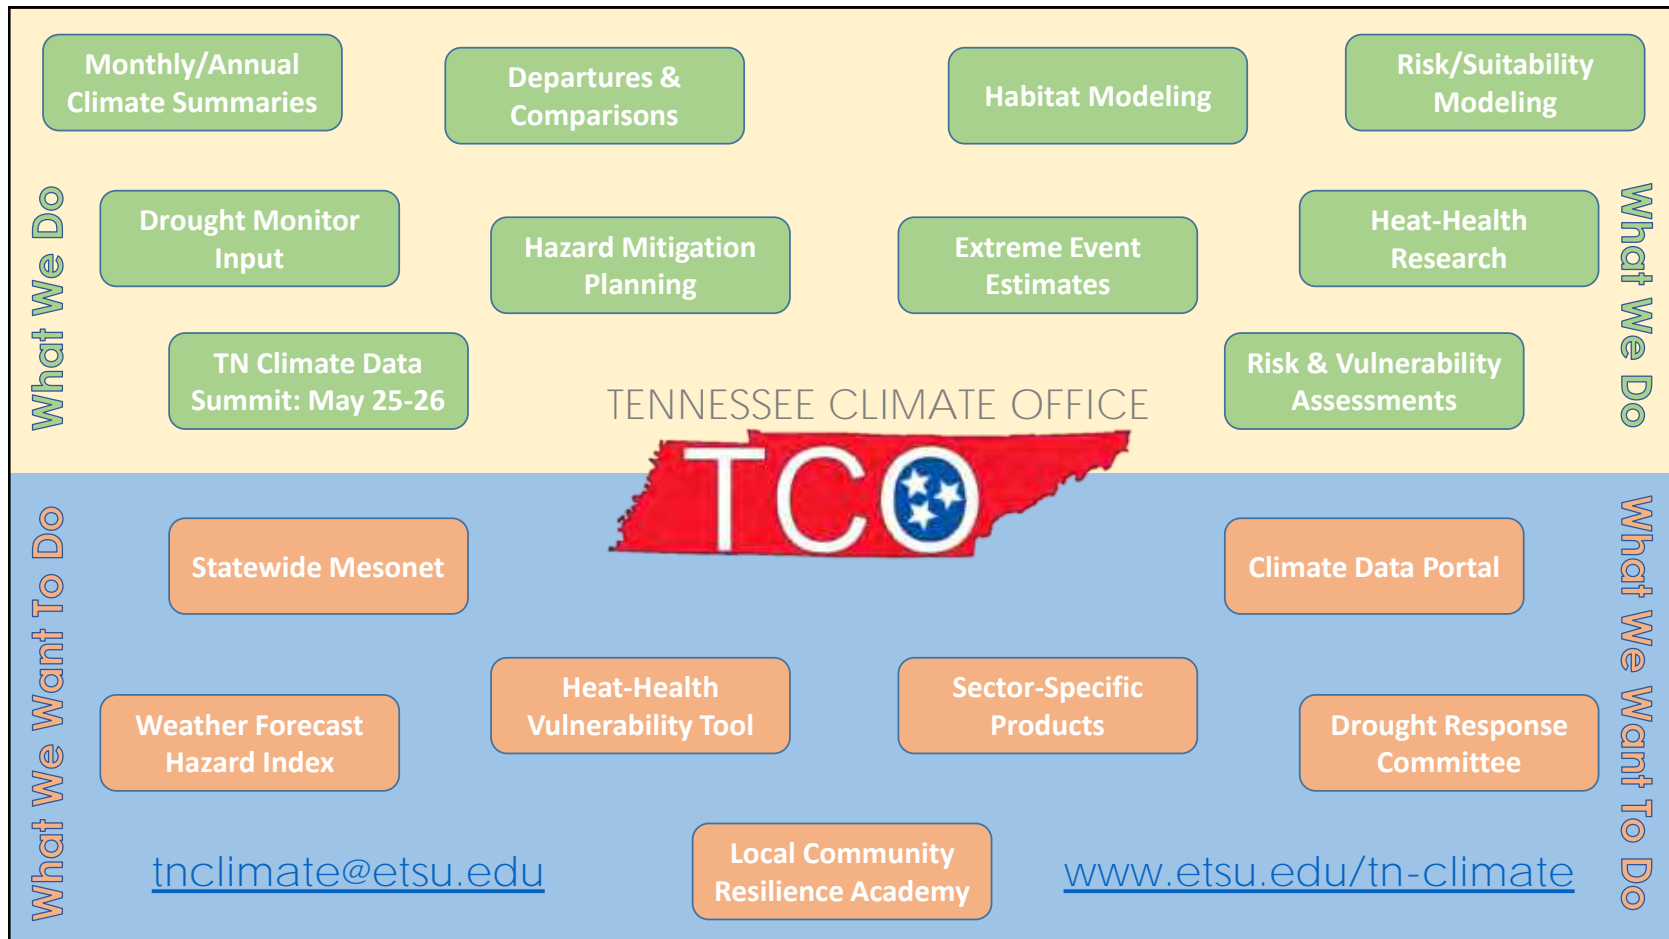 Monthly/Annual
Climate Summaries
Departures &
Comparisons
Habitat Modeling
Risk/Suitability
Modeling
What We Do
What We Do
Drought Monitor
Input
Hazard Mitigation
Planning
Extreme Event
Estimates
Heat-Health
Research
TN Climate Data
Summit: May 25-26
Risk & Vulnerability
Assessments
TENNESSEE CLIMATE OFFICE
TCO
What We Want To Do
What We Want To Do
Statewide Mesonet
Climate Data Portal
Weather Forecast
Hazard Index
Heat-Health
Vulnerability Tool
Sector-Specific
Products
Drought Response
Committee
tnclimate@etsu.edu
Local Community
Resilience Academy
www.etsu.edu/tn-climate